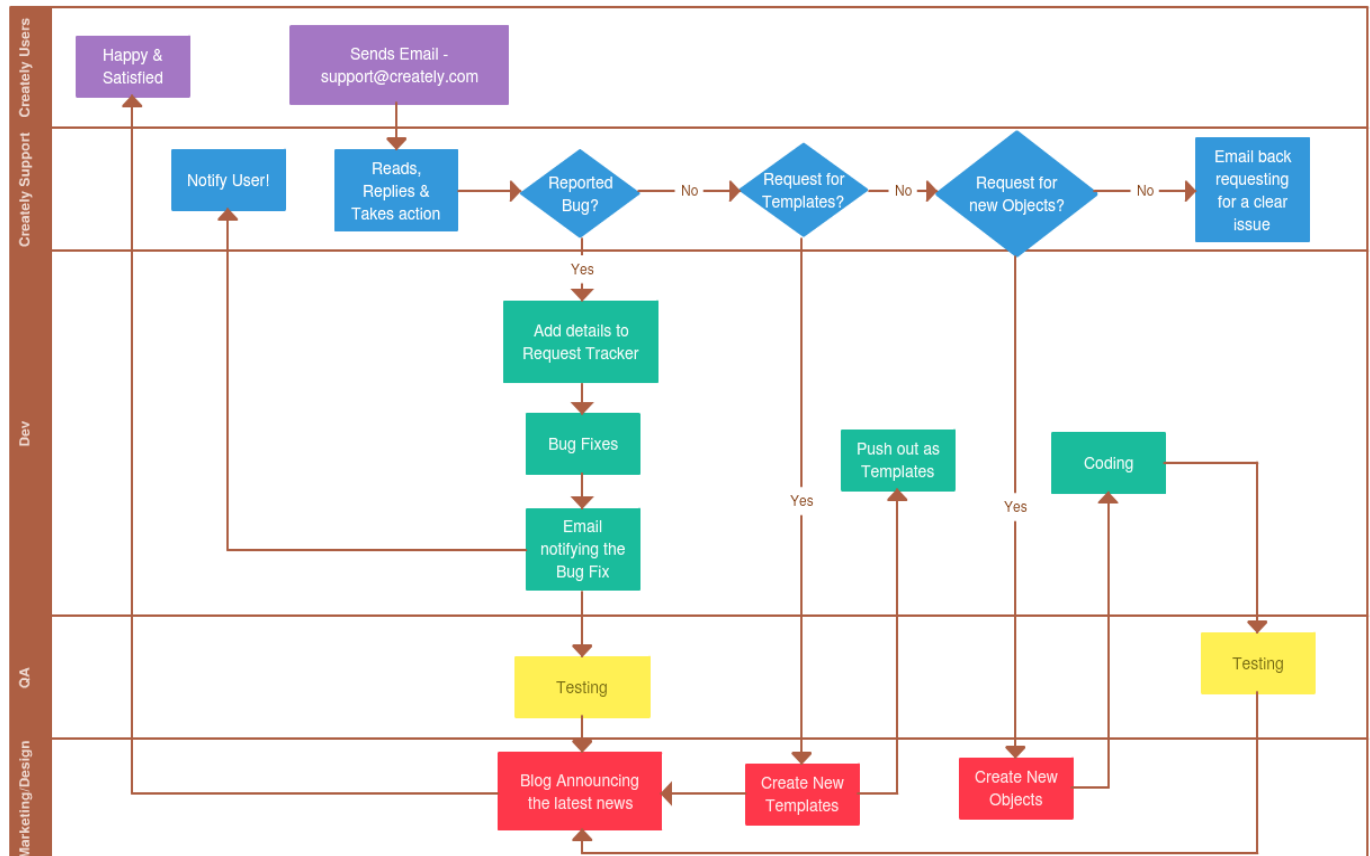 Creately Users
Happy &
Satisfied
Sends Email -
support@creately.com
Creately Support
Notify User!
Reads,
Replies &
Takes action
Reported
Bug?
No
Request for
Templates?
No
Request for
new Objects?
No
Email back
requesting
for a clear
issue
Dev
Yes
Add details to
Request Tracker
Bug Fixes
Email
notifying the
Bug Fix
Yes
Push out as
Templates
Yes
Coding
QA
Testing
Testing
Marketing/Design
Blog Announcing
the latest news
Create New
Templates
Create New
Objects